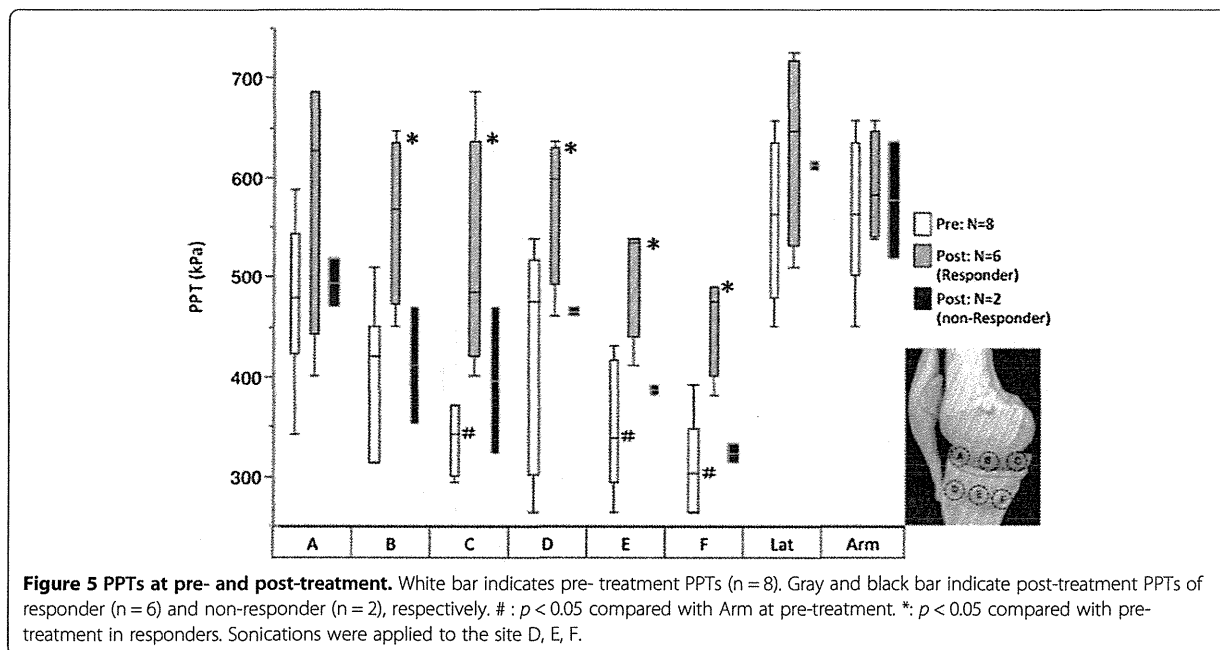 700
600
500
400
300
PPT (kPa)
*
*
*
*
*
#
#
#
Pre: N=8
Post: N=6
(Responder)
Post: N=2
(non-Responder)
A B C
D E F
A B C D E F Lat Arm
Figure 5 PPTs at pre- and post-treatment. White bar indicates pre- treatment PPTs (n = 8). Gray and black bar indicate post-treatment PPTs of
responder (n = 6) and non-responder (n = 2), respectively. # : p < 0.05 compared with Arm at pre-treatment. *: p < 0.05 compared with pre-
treatment in responders. Sonications were applied to the site D, E, F.